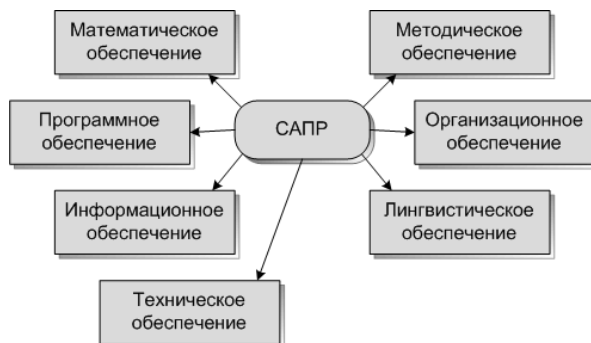 Математическое
обеспечение
Методическое
обеспечение
Программное
обеспечение
САПР
Организационное
обеспечение
Информационное
обеспечение
Лингвистическое
обеспечение
Техническое
обеспечение